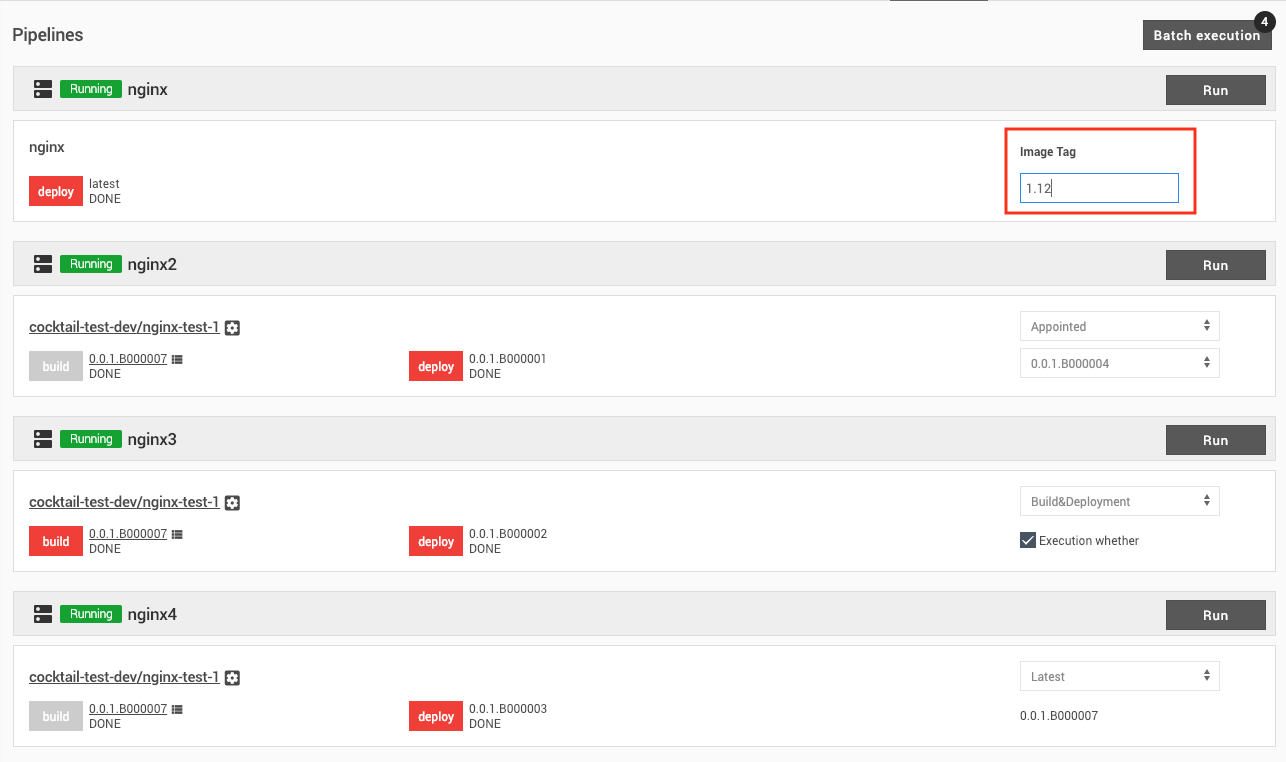 Pipelines
Batch execution 4
Running nginx Run
nginx
Image Tag
deploy latest
DONE
1.12
Running nginx2 Run
cocktail-test-dev/nginx-test-1
Appointed
build 0.0.1.B000007
DONE
deploy 0.0.1.B000001
DONE
0.0.1.B000004
Running nginx3 Run
cocktail-test-dev/nginx-test-1
Build&Deployment
build 0.0.1.B000007
DONE
deploy 0.0.1.B000002
DONE
Execution whether
Running nginx4 Run
cocktail-test-dev/nginx-test-1
Latest
build 0.0.1.B000007
DONE
deploy 0.0.1.B000003
DONE
0.0.1.B000007